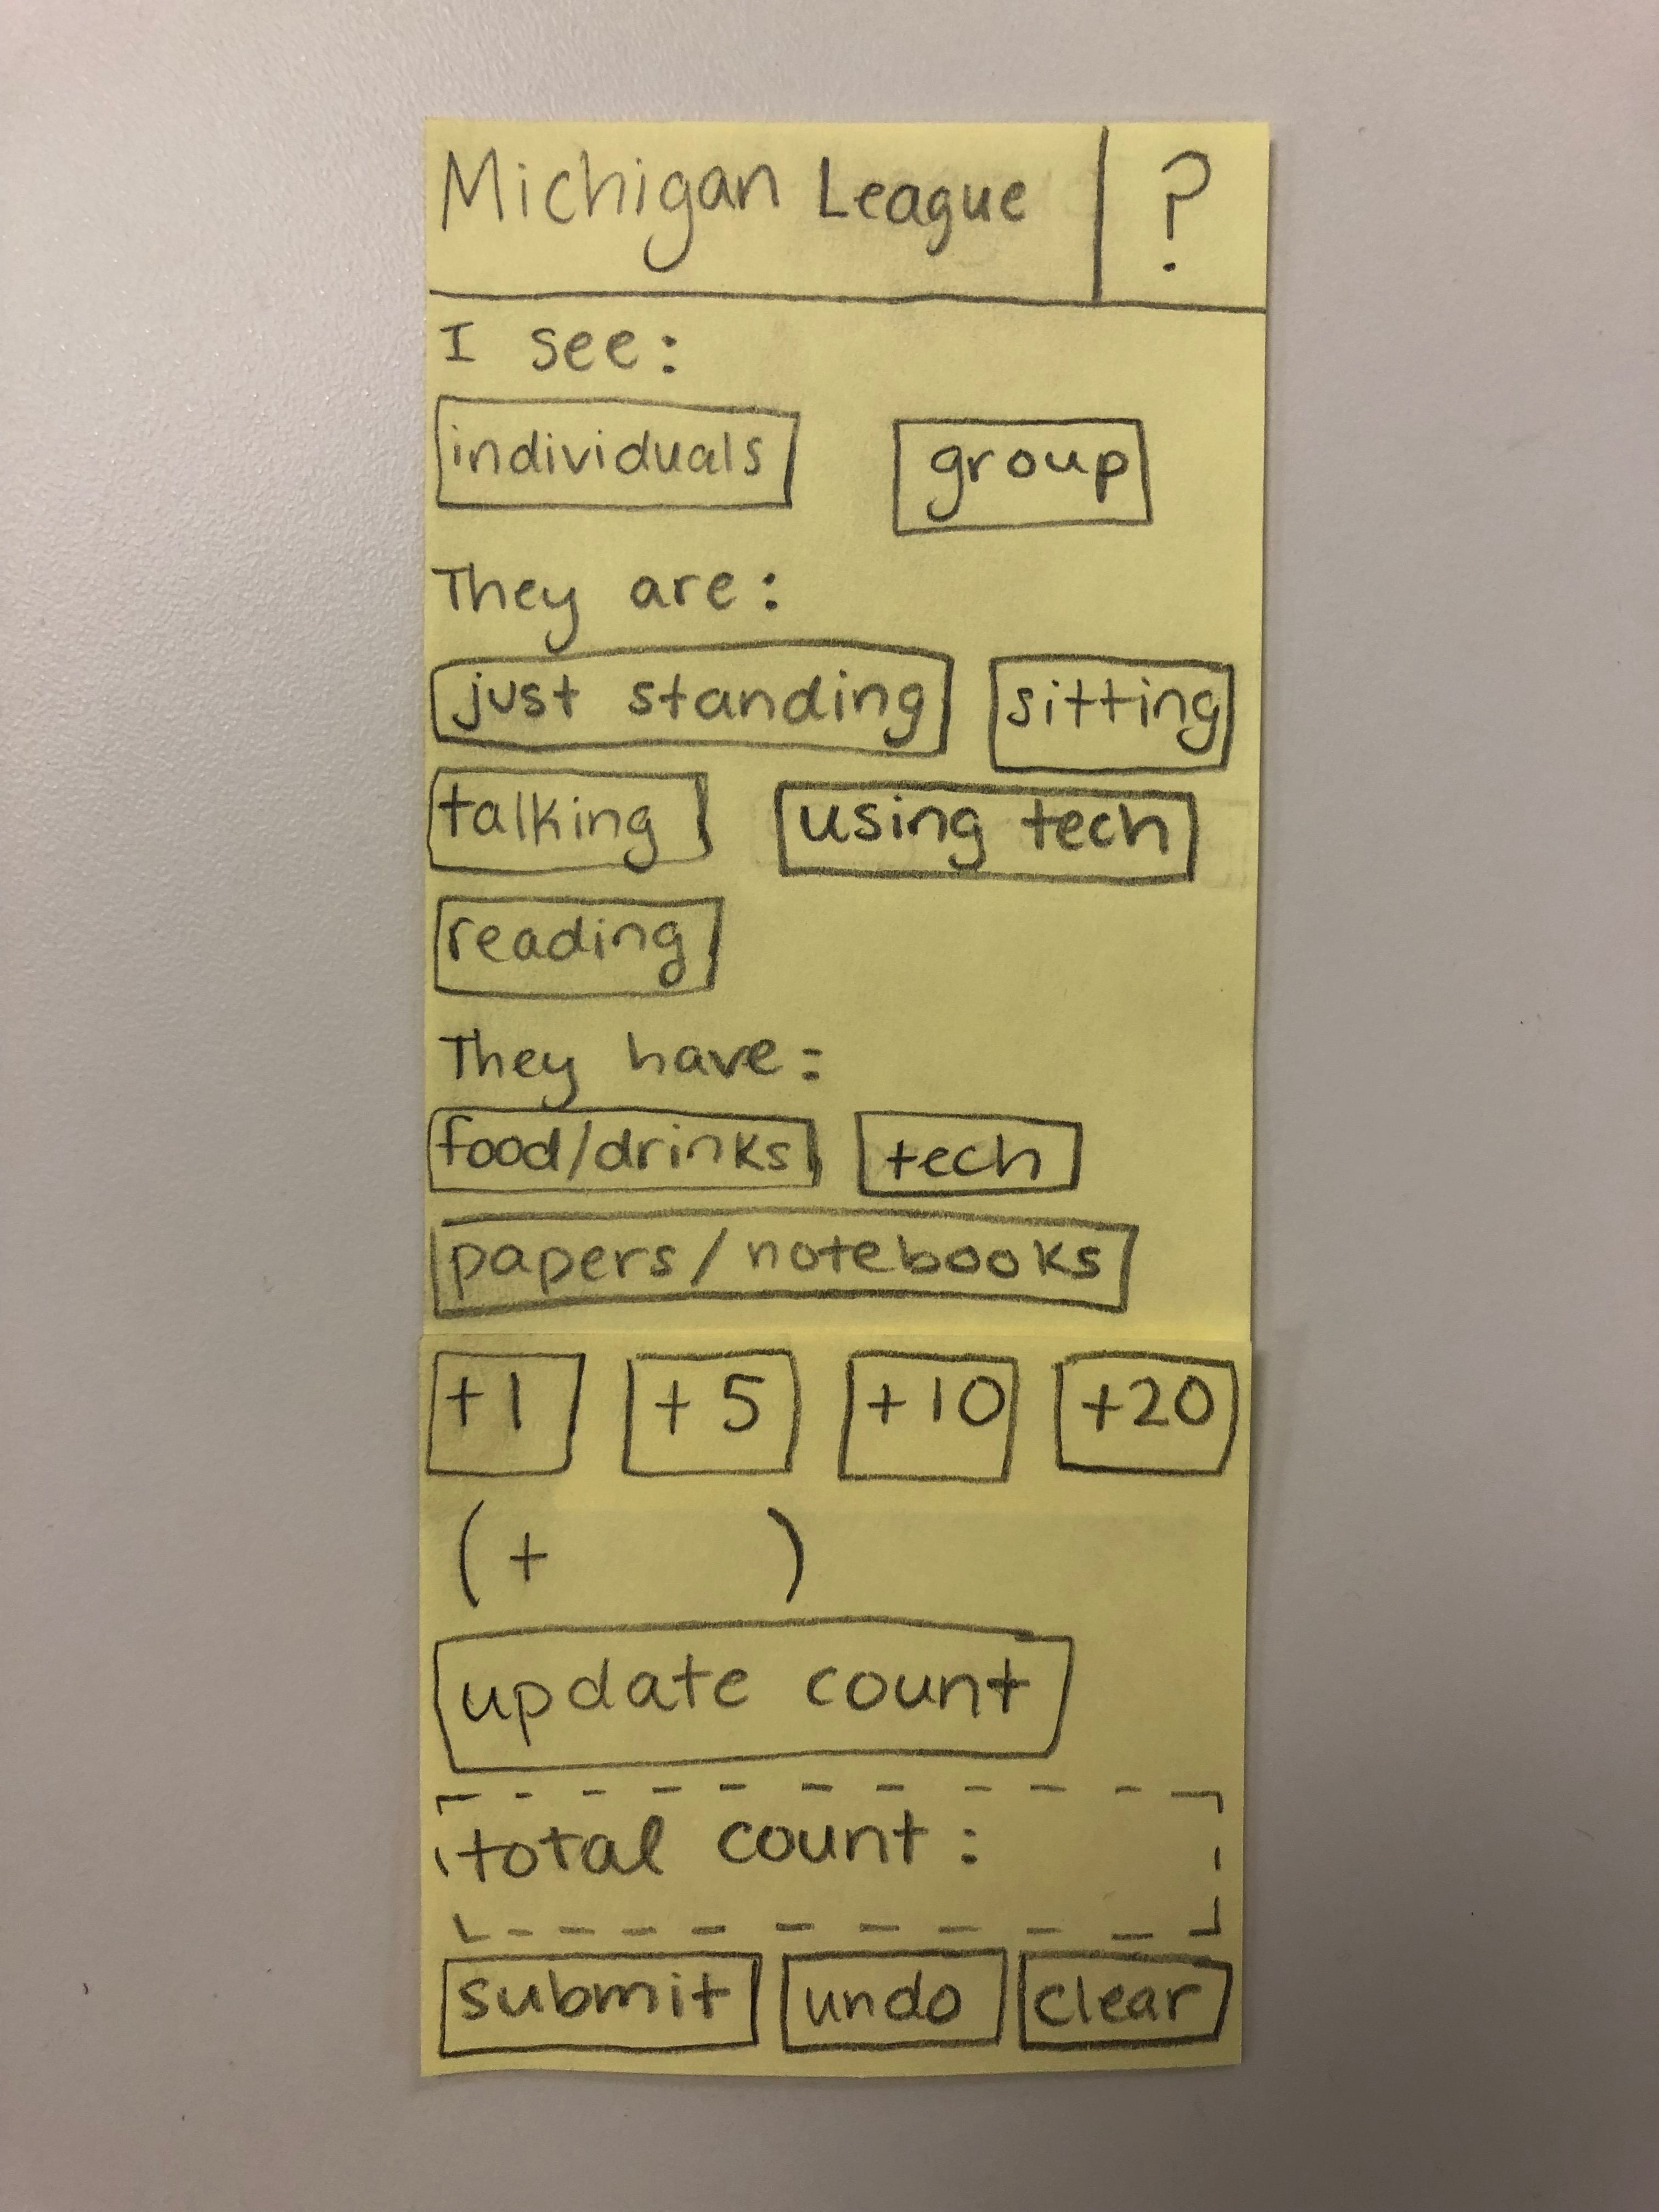 Michigan League ?
I see:
individuals group
They are:
just standing sitting
talking using tech
reading
They have:
food/drinks tech
papers/notebooks
+1 +5 +10 +20
(+ )
update count
total count:
submit undo clear